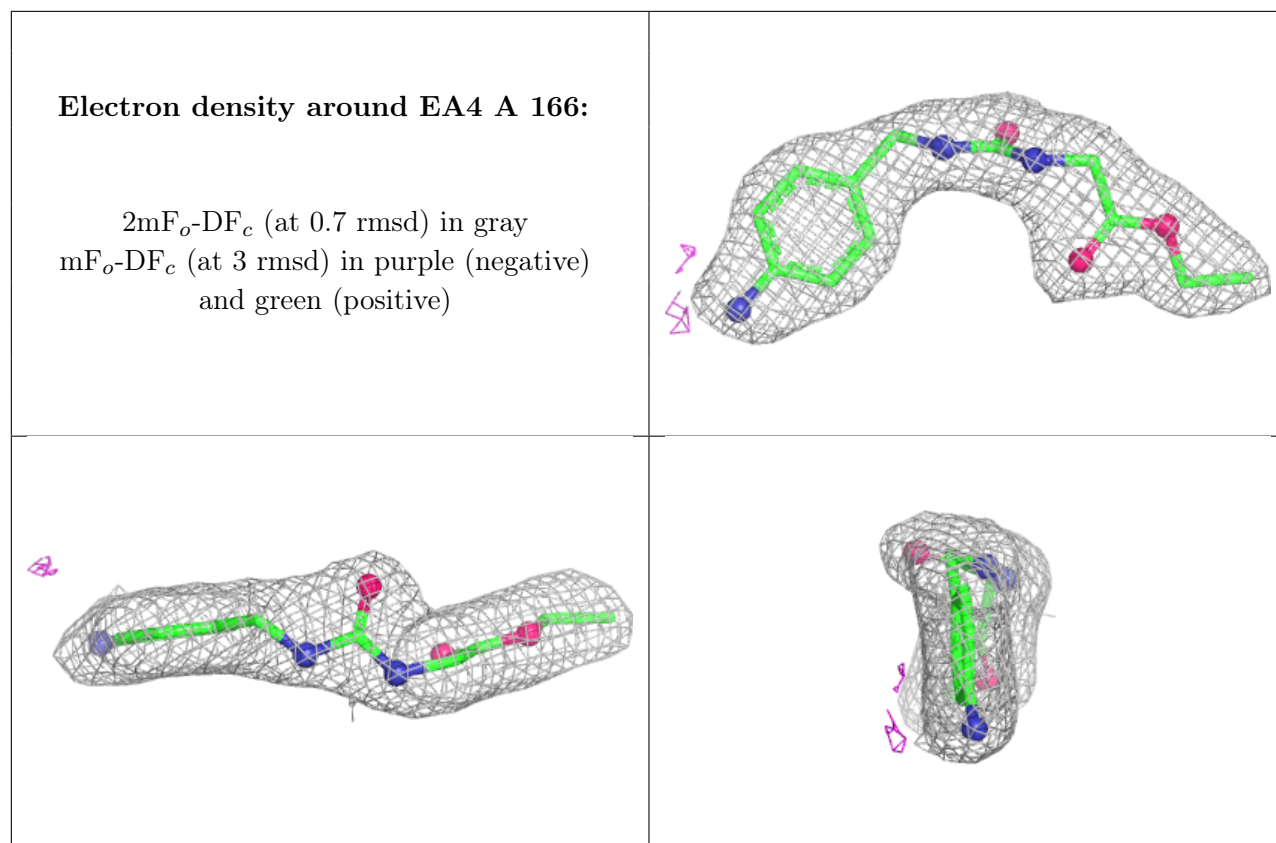 Electron density around EA4 A 166:
2mFo-DFc (at 0.7 rmsd) in gray
mFo-DFc (at 3 rmsd) in purple (negative)
and green (positive)